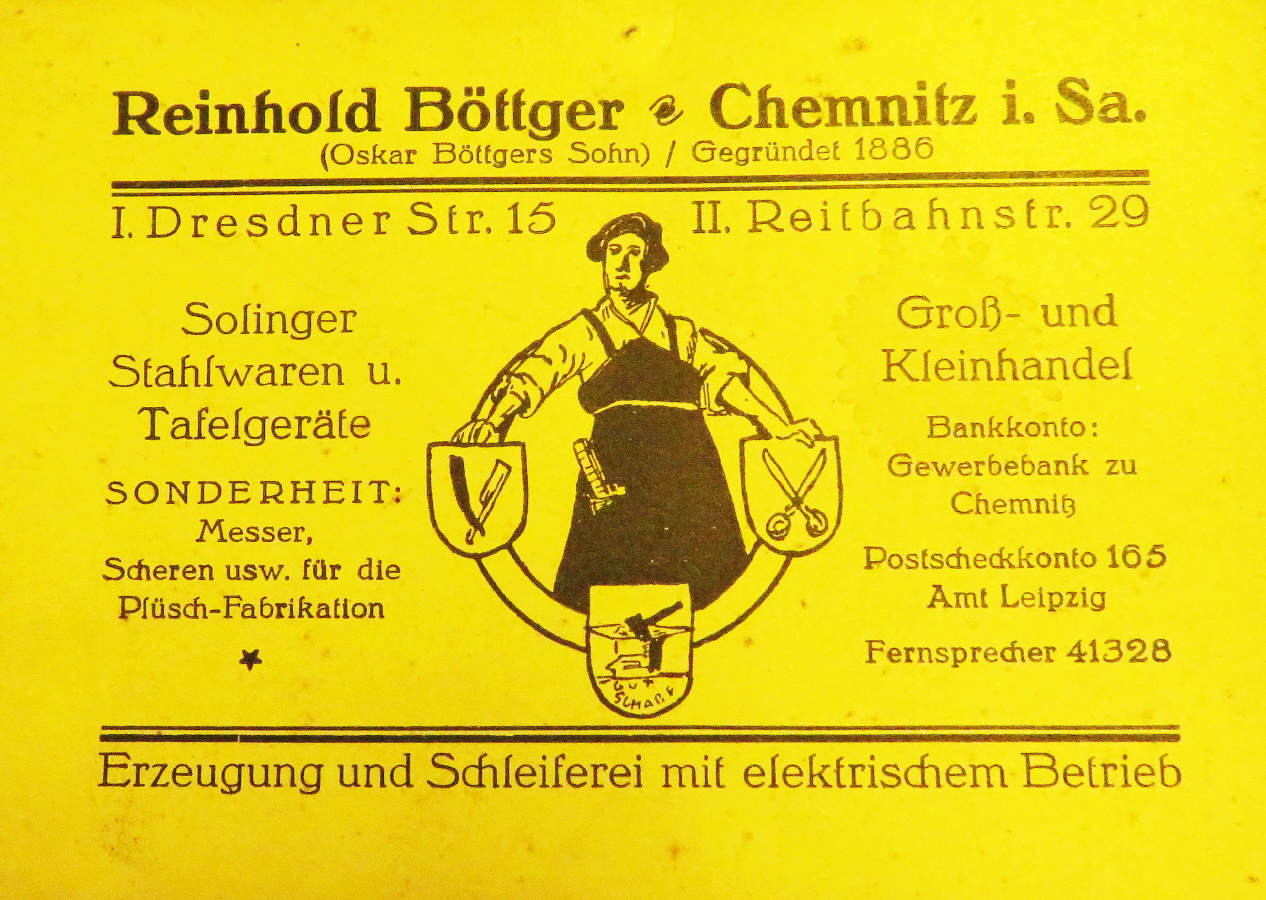 Reinhold Böttger Chemnitz i. Sa.
(Oskar Böttgers Sohn) / Gegründet 1886
I. Dresdner Str. 15
II. Reitbahnstr. 29
Solinger
Stahlwaren u.
Tafelgeräte
SONDERHEIT:
Messer,
Scheren usw. für die
Plüsch-Fabrikation
Groß- und
Kleinhandel
Bankkonto:
Gewerbebank zu
Chemnitz
Postscheckkonto 165
Amt Leipzig
Fernsprecher 41328
GUT
SCHARF
Erzeugung und Schleiferei mit elektrischem Betrieb